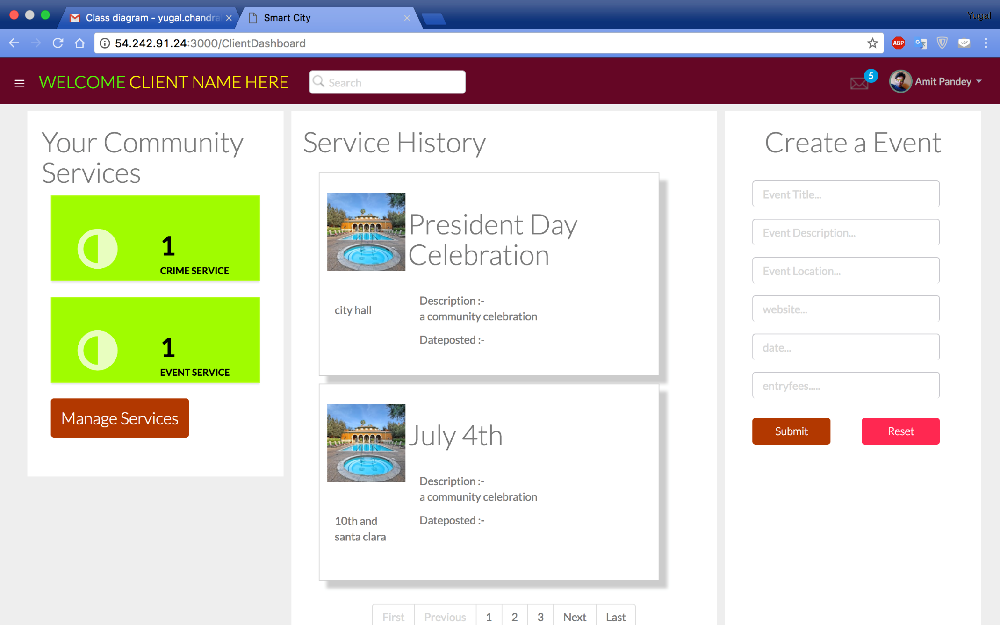 Class diagram - yugal.chandra
Smart City
Yugal
54.242.91.24:3000/ClientDashboard
ABP
WELCOME CLIENT NAME HERE
Search
5
Amit Pandey
Your Community
Services
1
CRIME SERVICE
1
EVENT SERVICE
Manage Services
Service History
President Day
Celebration
city hall
Description :-
a community celebration
Dateposted :-
July 4th
Description :-
a community celebration
Dateposted :-
10th and
santa clara
First Previous 1 2 3 Next Last
Create a Event
Event Title...
Event Description...
Event Location...
website...
date...
entryfees.....
Submit
Reset